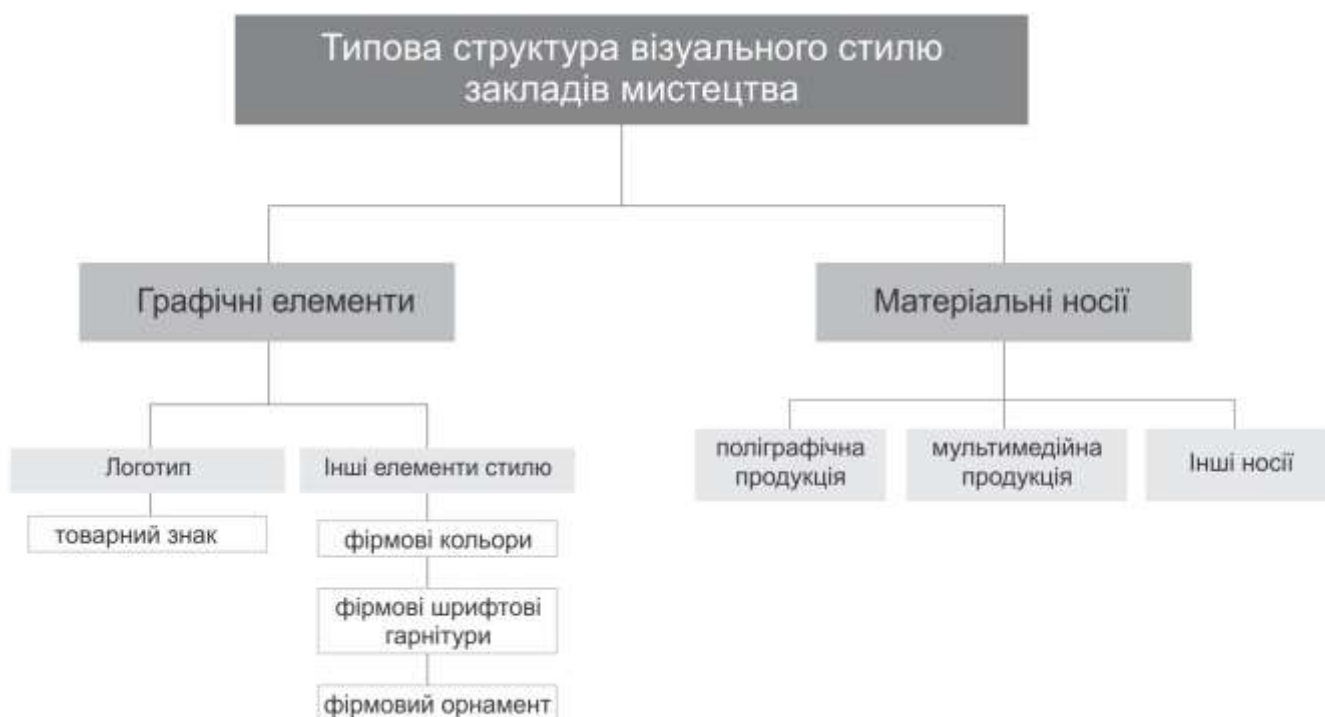 Типова структура візуального стилю
закладів мистецтва
Графічні елементи
Матеріальні носії
Логотип
товарний знак
Інші елементи стилю
фірмові кольори
фірмові шрифтові
гарнітури
фірмовий орнамент
поліграфічна
продукція
мультимедійна
продукція
Інші носії